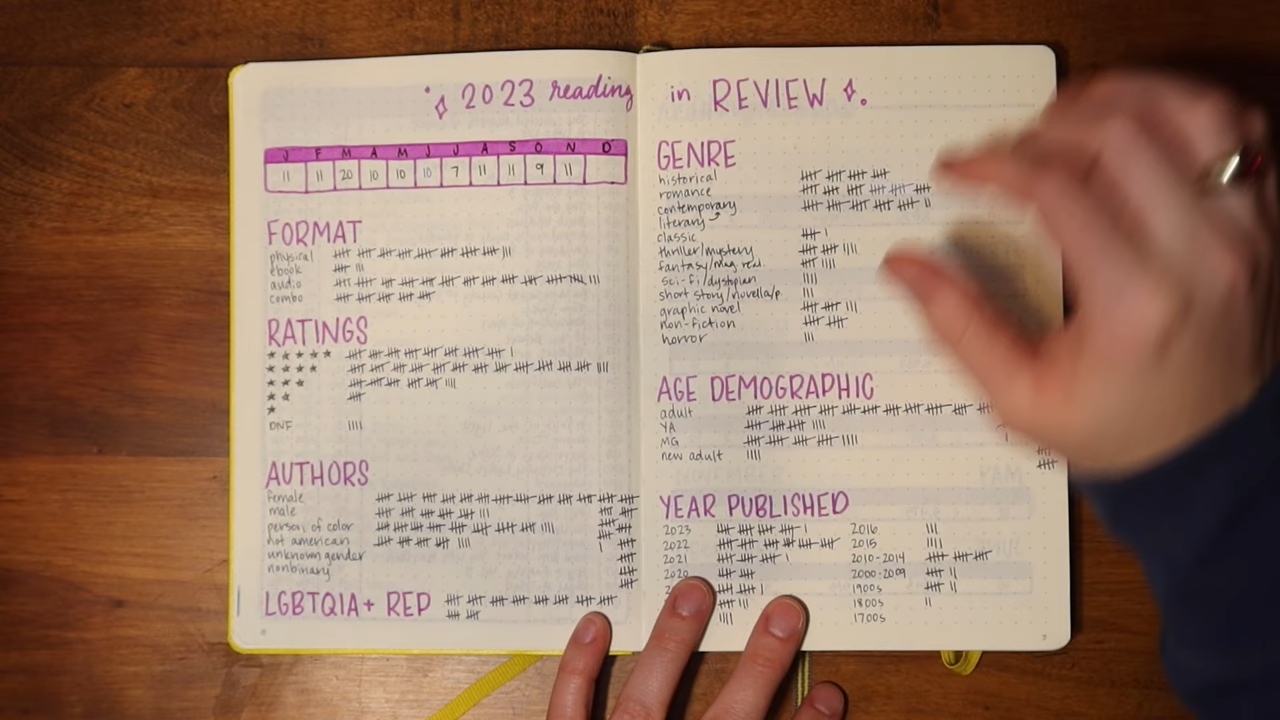 2023 reading
J F M A M J J A S O N D
11 11 20 10 10 10 7 11 11 9 11
FORMAT
physical
ebook
audio
combo
RATINGS
DNF
AUTHORS
female
male
person of color
not american
unknown gender
nonbinary
LGBTQIA+ REP
in REVIEW
GENRE
historical
romance
contemporary
literary
classic
thriller/mystery
fantasy/mag real.
sci-fi/dystopian
short story/novella/p.
graphic novel
non-fiction
horror
AGE DEMOGRAPHIC
adult
YA
MG
new adult
YEAR PUBLISHED
2023 2016
2022 2015
2021 2010-2014
2020 2000-2009
1900s
1800s
1700s